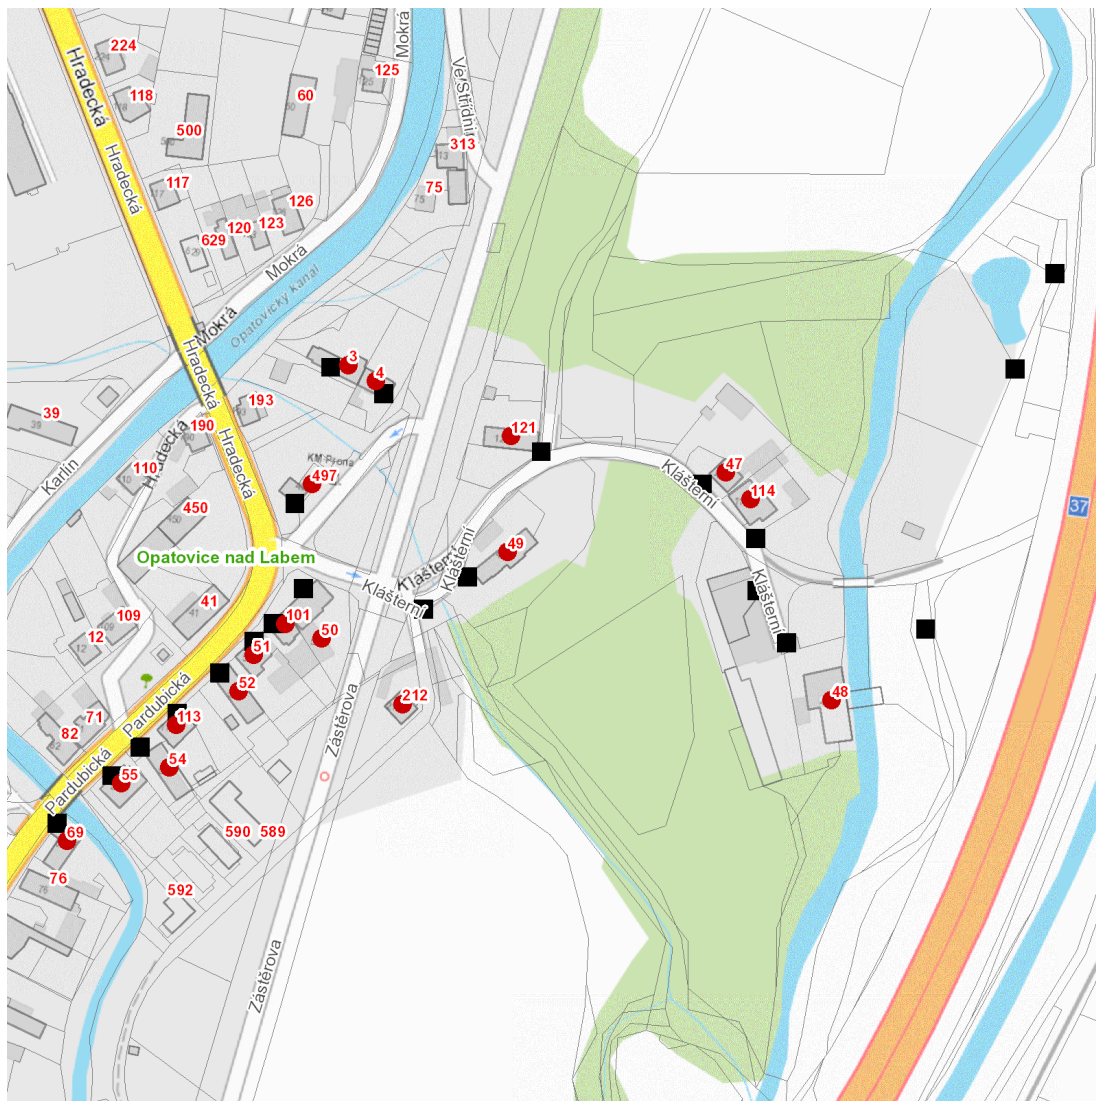 224
Hradecká
Mokrá
Ve Střídníku
125
118
60
500
Hradecká
313
117
75
126
120
123
629
Mokrá
Opatovický kanál
Mokrá
Hradecká
3
4
39
193
190
Hradecká
121
Hradecká
110
Karlín
497
47
Klášterní
114
450
37
Opatovice nad Labem
49
Klášterní
Klášterní
Klášterní
Klášterní
41
109
101
12
50
51
52
48
212
Pardubická
71
113
82
Zástěrova
54
Pardubická
55
69
590
589
76
592
Zástěrova